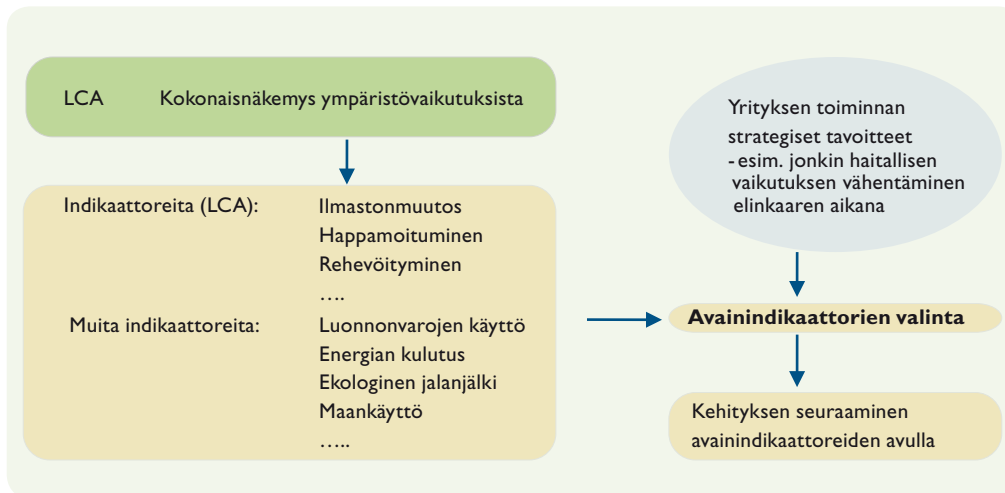 LCA Kokonaisnäkemys ympäristövaikutuksista
Indikaattoreita (LCA): Ilmastonmuutos
Happamoituminen
Rehevöityminen
….
Muita indikaattoreita: Luonnonvarojen käyttö
Energian kulutus
Ekologinen jalanjälki
Maankäyttö
…..
Yrityksen toiminnan
strategiset tavoitteet
- esim. jonkin haitallisen
vaikutuksen vähentäminen
elinkaaren aikana
Avainindikaattorien valinta
Kehityksen seuraaminen
avainindikaattoreiden avulla